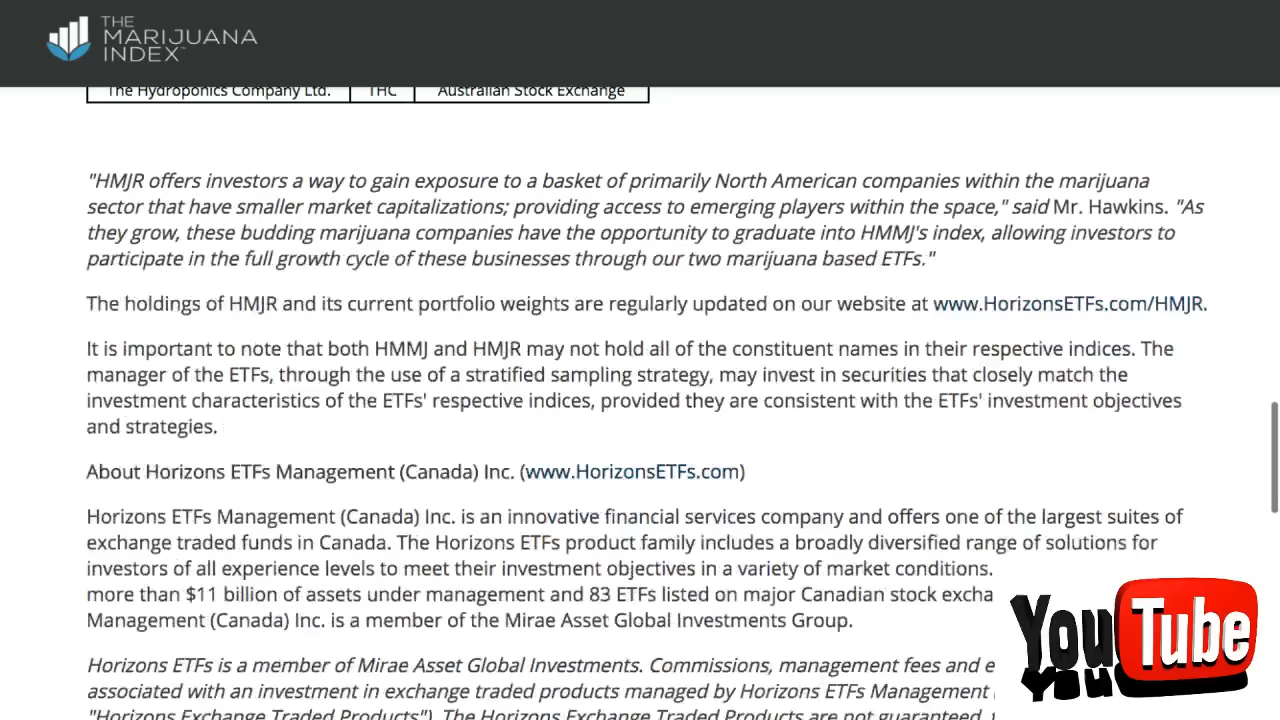 THE
MARIJUANA
INDEX™
The Hydroponics Company Ltd. THC Australian Stock Exchange
"HMJR offers investors a way to gain exposure to a basket of primarily North American companies within the marijuana
sector that have smaller market capitalizations; providing access to emerging players within the space," said Mr. Hawkins. "As
they grow, these budding marijuana companies have the opportunity to graduate into HMMJ's index, allowing investors to
participate in the full growth cycle of these businesses through our two marijuana based ETFs."
The holdings of HMJR and its current portfolio weights are regularly updated on our website at www.HorizonsETFs.com/HMJR.
It is important to note that both HMMJ and HMJR may not hold all of the constituent names in their respective indices. The
manager of the ETFs, through the use of a stratified sampling strategy, may invest in securities that closely match the
investment characteristics of the ETFs' respective indices, provided they are consistent with the ETFs' investment objectives
and strategies.
About Horizons ETFs Management (Canada) Inc. (www.HorizonsETFs.com)
Horizons ETFs Management (Canada) Inc. is an innovative financial services company and offers one of the largest suites of
exchange traded funds in Canada. The Horizons ETFs product family includes a broadly diversified range of solutions for
investors of all experience levels to meet their investment objectives in a variety of market conditions.
more than $11 billion of assets under management and 83 ETFs listed on major Canadian stock excha
Management (Canada) Inc. is a member of the Mirae Asset Global Investments Group.
Horizons ETFs is a member of Mirae Asset Global Investments. Commissions, management fees and e
associated with an investment in exchange traded products managed by Horizons ETFs Management
"Horizons Exchange Traded Products"). The Horizons Exchange Traded Products are not guaranteed,
YouTube